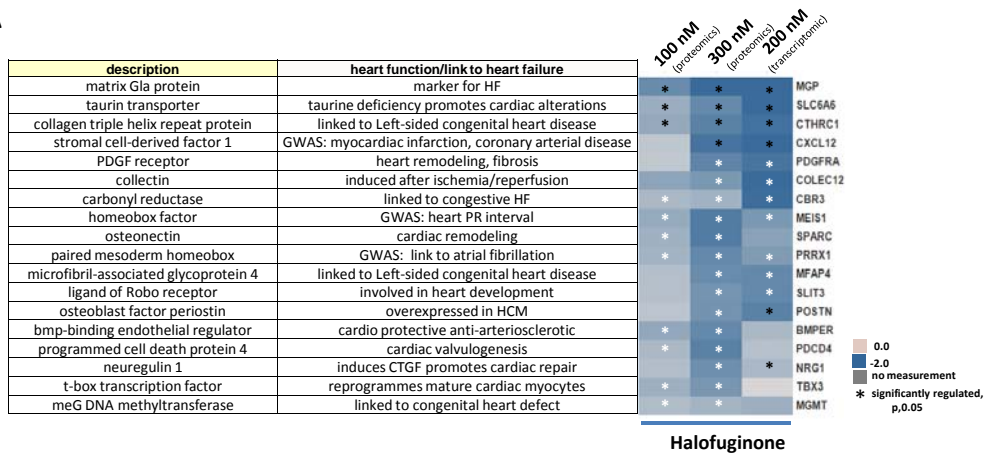 100 nM (proteomics) 300 nM (proteomics) 200 nM (transcriptomic)
description heart function/link to heart failure
matrix Gla protein marker for HF * * * MGP
taurin transporter taurine deficiency promotes cardiac alterations * * * SLC6A6
collagen triple helix repeat protein linked to Left-sided congenital heart disease * * * CTHRC1
stromal cell-derived factor 1 GWAS: myocardiac infarction, coronary arterial disease * * CXCL12
PDGF receptor heart remodeling, fibrosis * * PDGFRA
collectin induced after ischemia/reperfusion * * COLEC12
carbonyl reductase linked to congestive HF * * * CBR3
homeobox factor GWAS: heart PR interval * * * MEIS1
osteonectin cardiac remodeling * * SPARC
paired mesoderm homeobox GWAS: link to atrial fibrillation * * * PRRX1
microfibril-associated glycoprotein 4 linked to Left-sided congenital heart disease * * MFAP4
ligand of Robo receptor involved in heart development * * SLIT3
osteoblast factor periostin overexpressed in HCM * * POSTN
bmp-binding endothelial regulator cardio protective anti-arteriosclerotic * * BMPER
programmed cell death protein 4 cardiac valvulogenesis * * PDCD4
neuregulin 1 induces CTGF promotes cardiac repair * * NRG1
t-box transcription factor reprogrammes mature cardiac myocytes * * TBX3
meG DNA methyltransferase linked to congenital heart defect * * MGMT
0.0
-2.0
no measurement
* significantly regulated,
p,0.05
Halofuginone